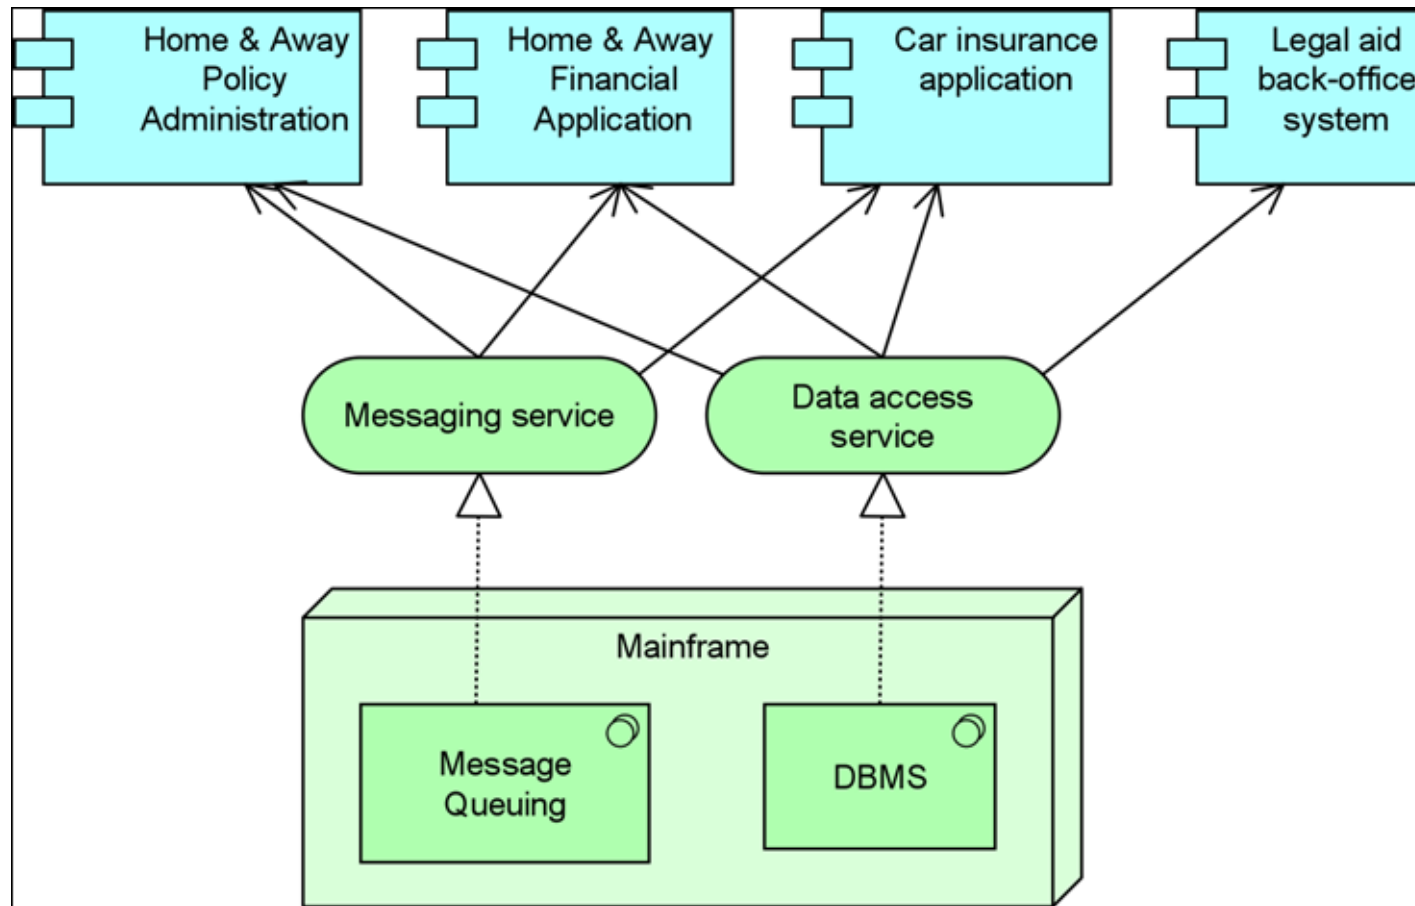 Home & Away
Policy
Administration
Home & Away
Financial
Application
Car insurance
application
Legal aid
back-office
system
Messaging service
Data access
service
Mainframe
Message
Queuing
DBMS